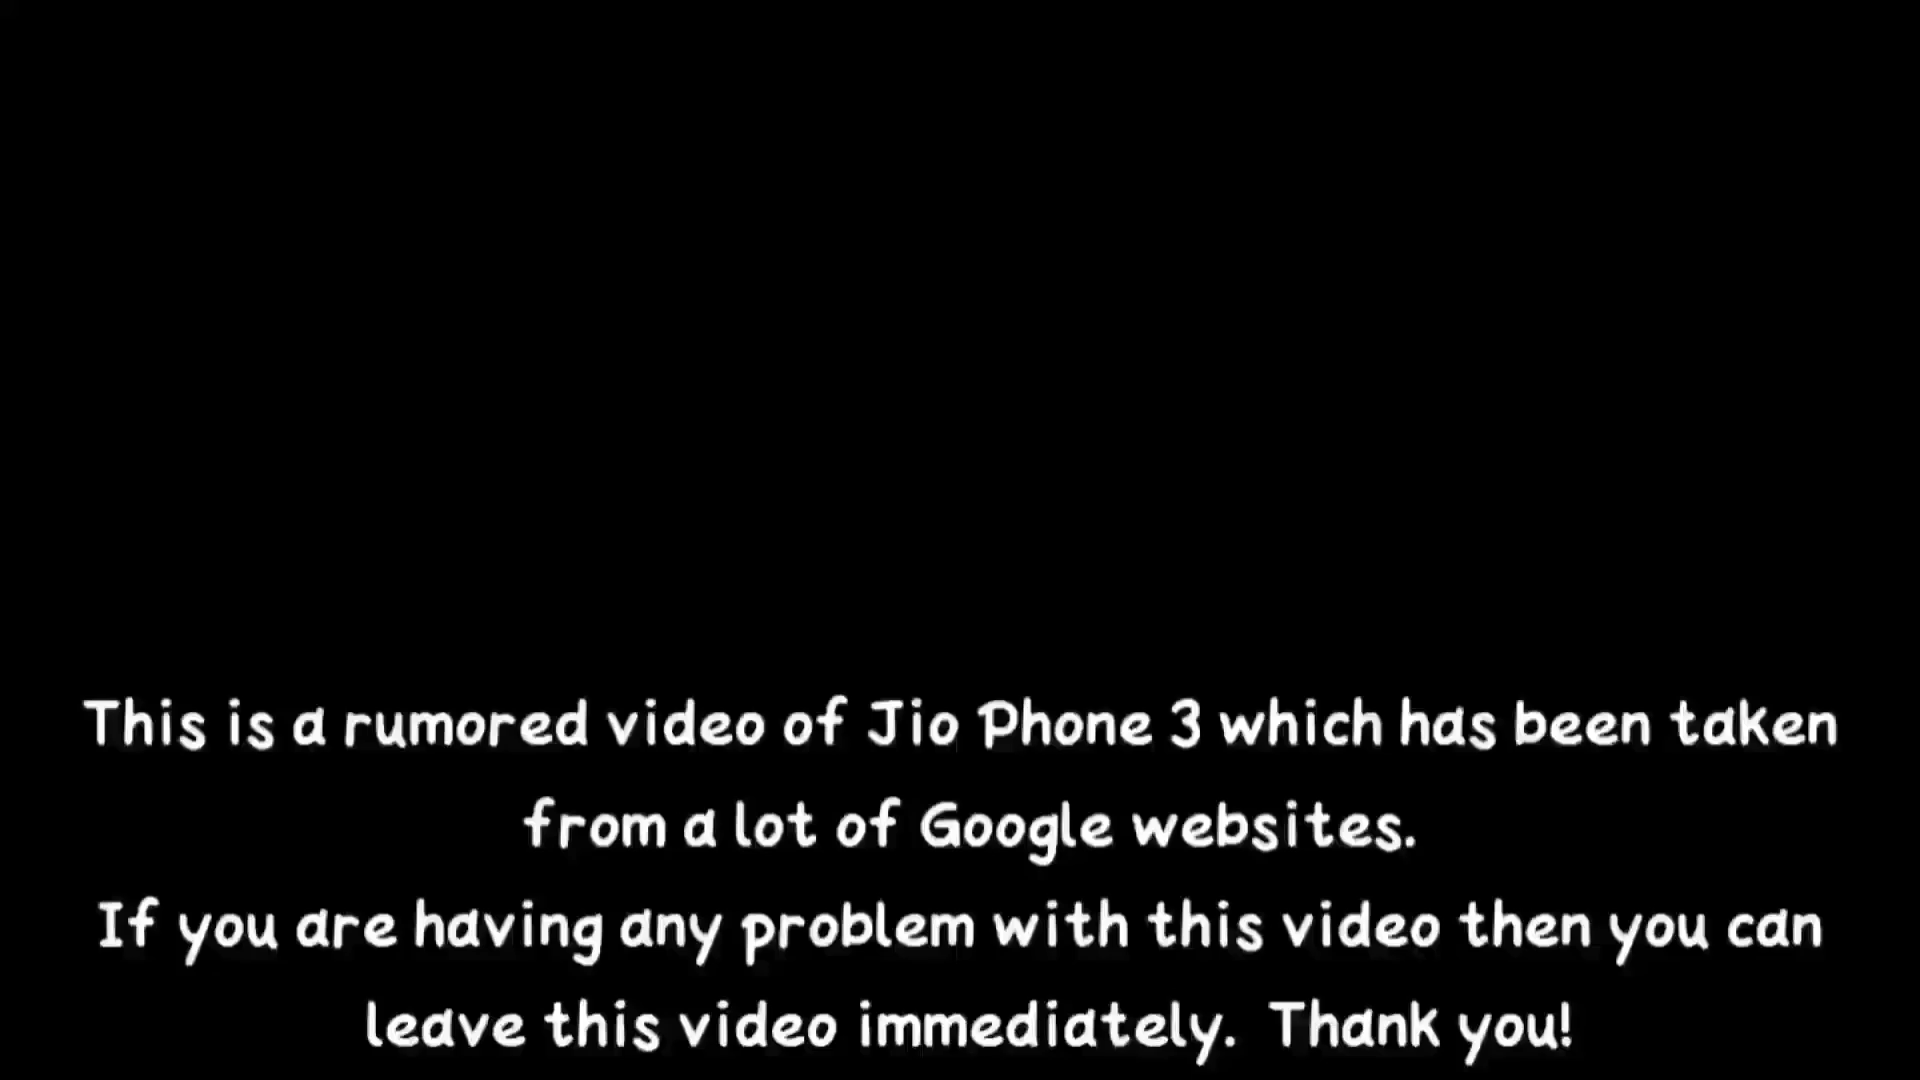 This is a rumored video of Jio Phone 3 which has been taken
from a lot of Google websites.
If you are having any problem with this video then you can
leave this video immediately. Thank you!